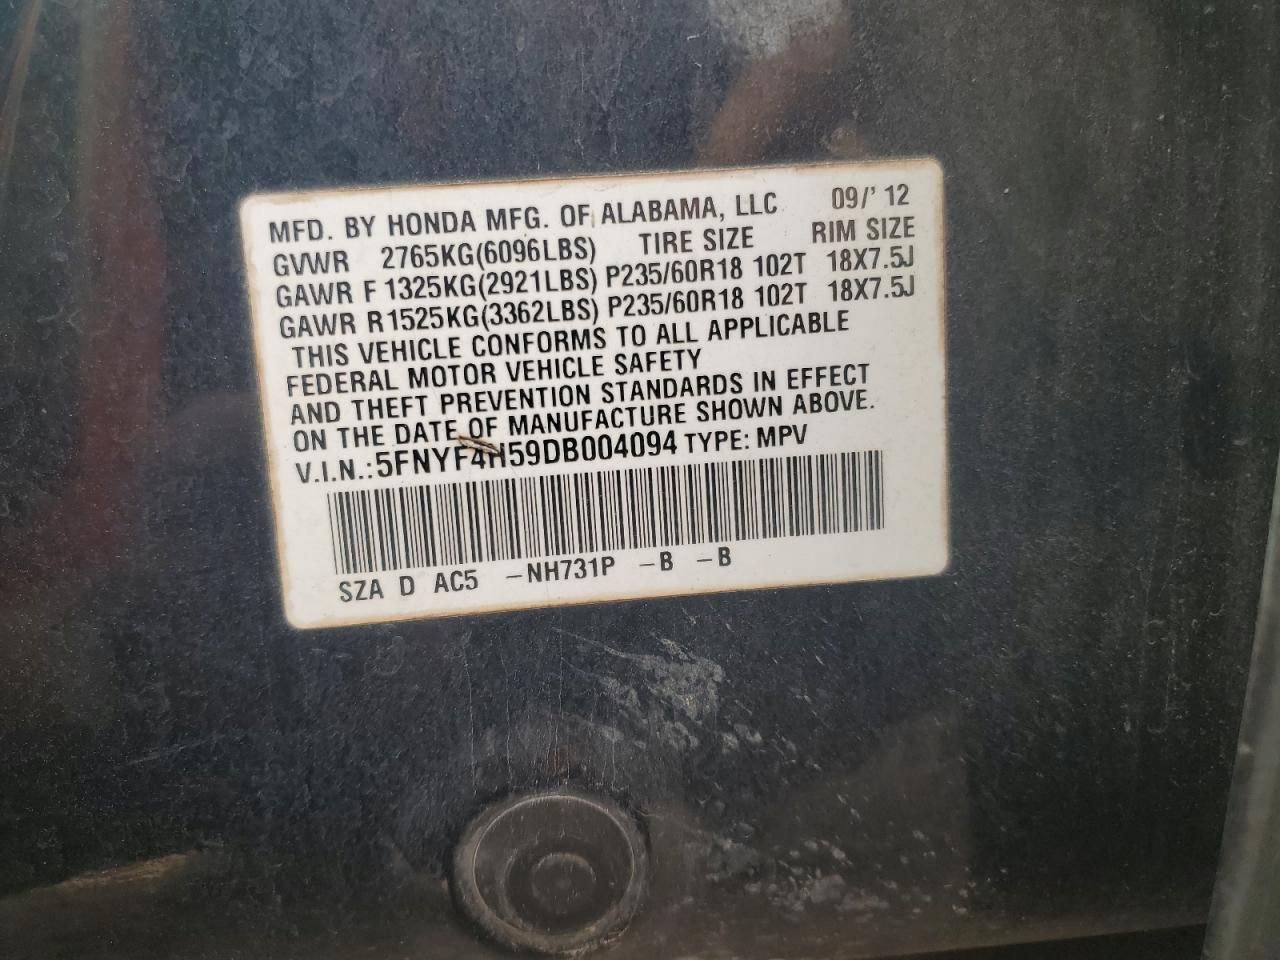 MFD. BY HONDA MFG. OF ALABAMA, LLC 09/' 12
GVWR 2765KG(6096LBS) TIRE SIZE RIM SIZE
GAWR F 1325KG(2921LBS) P235/60R18 102T 18X7.5J
GAWR R1525KG(3362LBS) P235/60R18 102T 18X7.5J
THIS VEHICLE CONFORMS TO ALL APPLICABLE
FEDERAL MOTOR VEHICLE SAFETY
AND THEFT PREVENTION STANDARDS IN EFFECT
ON THE DATE OF MANUFACTURE SHOWN ABOVE.
V.I.N.:5FNYF4H59DB004094 TYPE: MPV
SZA D AC5 -NH731P -B -B